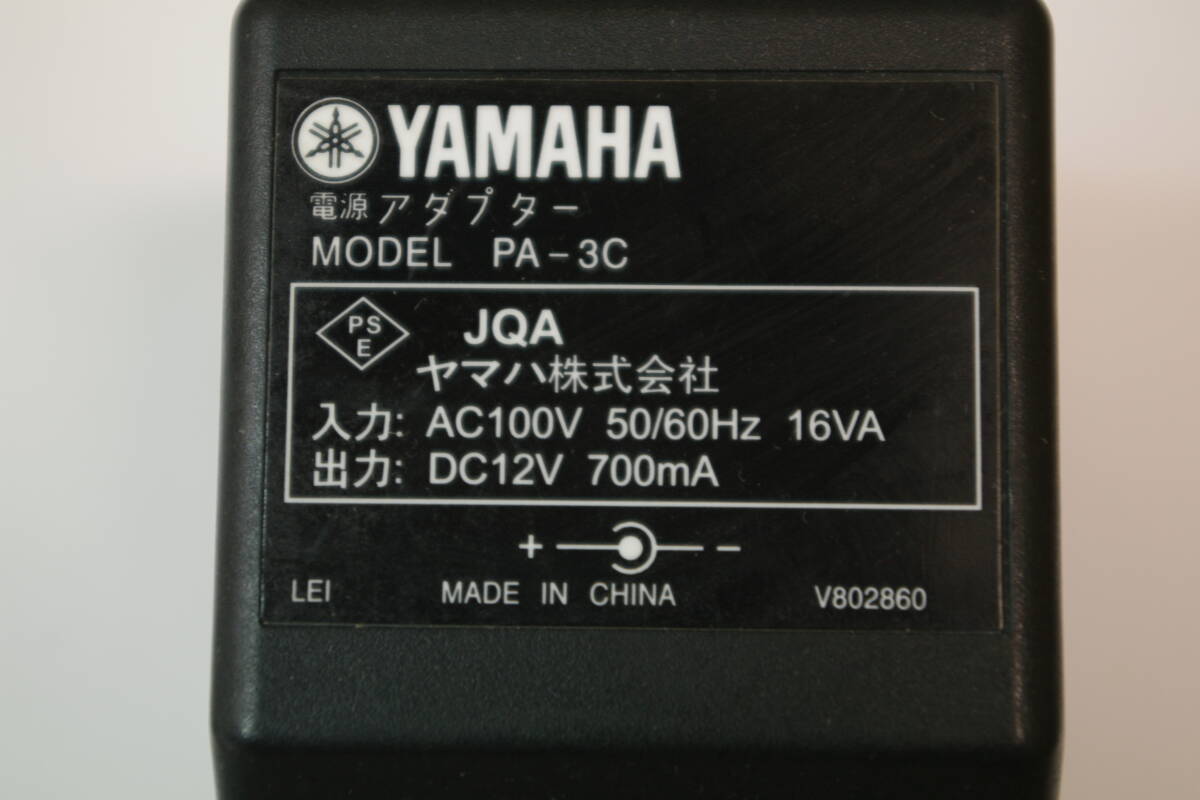 YAMAHA
電源アダプター
MODEL PA-3C
PS
E
JQA
ヤマハ株式会社
入力: AC100V 50/60Hz 16VA
出力: DC12V 700mA
+ −
LEI MADE IN CHINA V802860